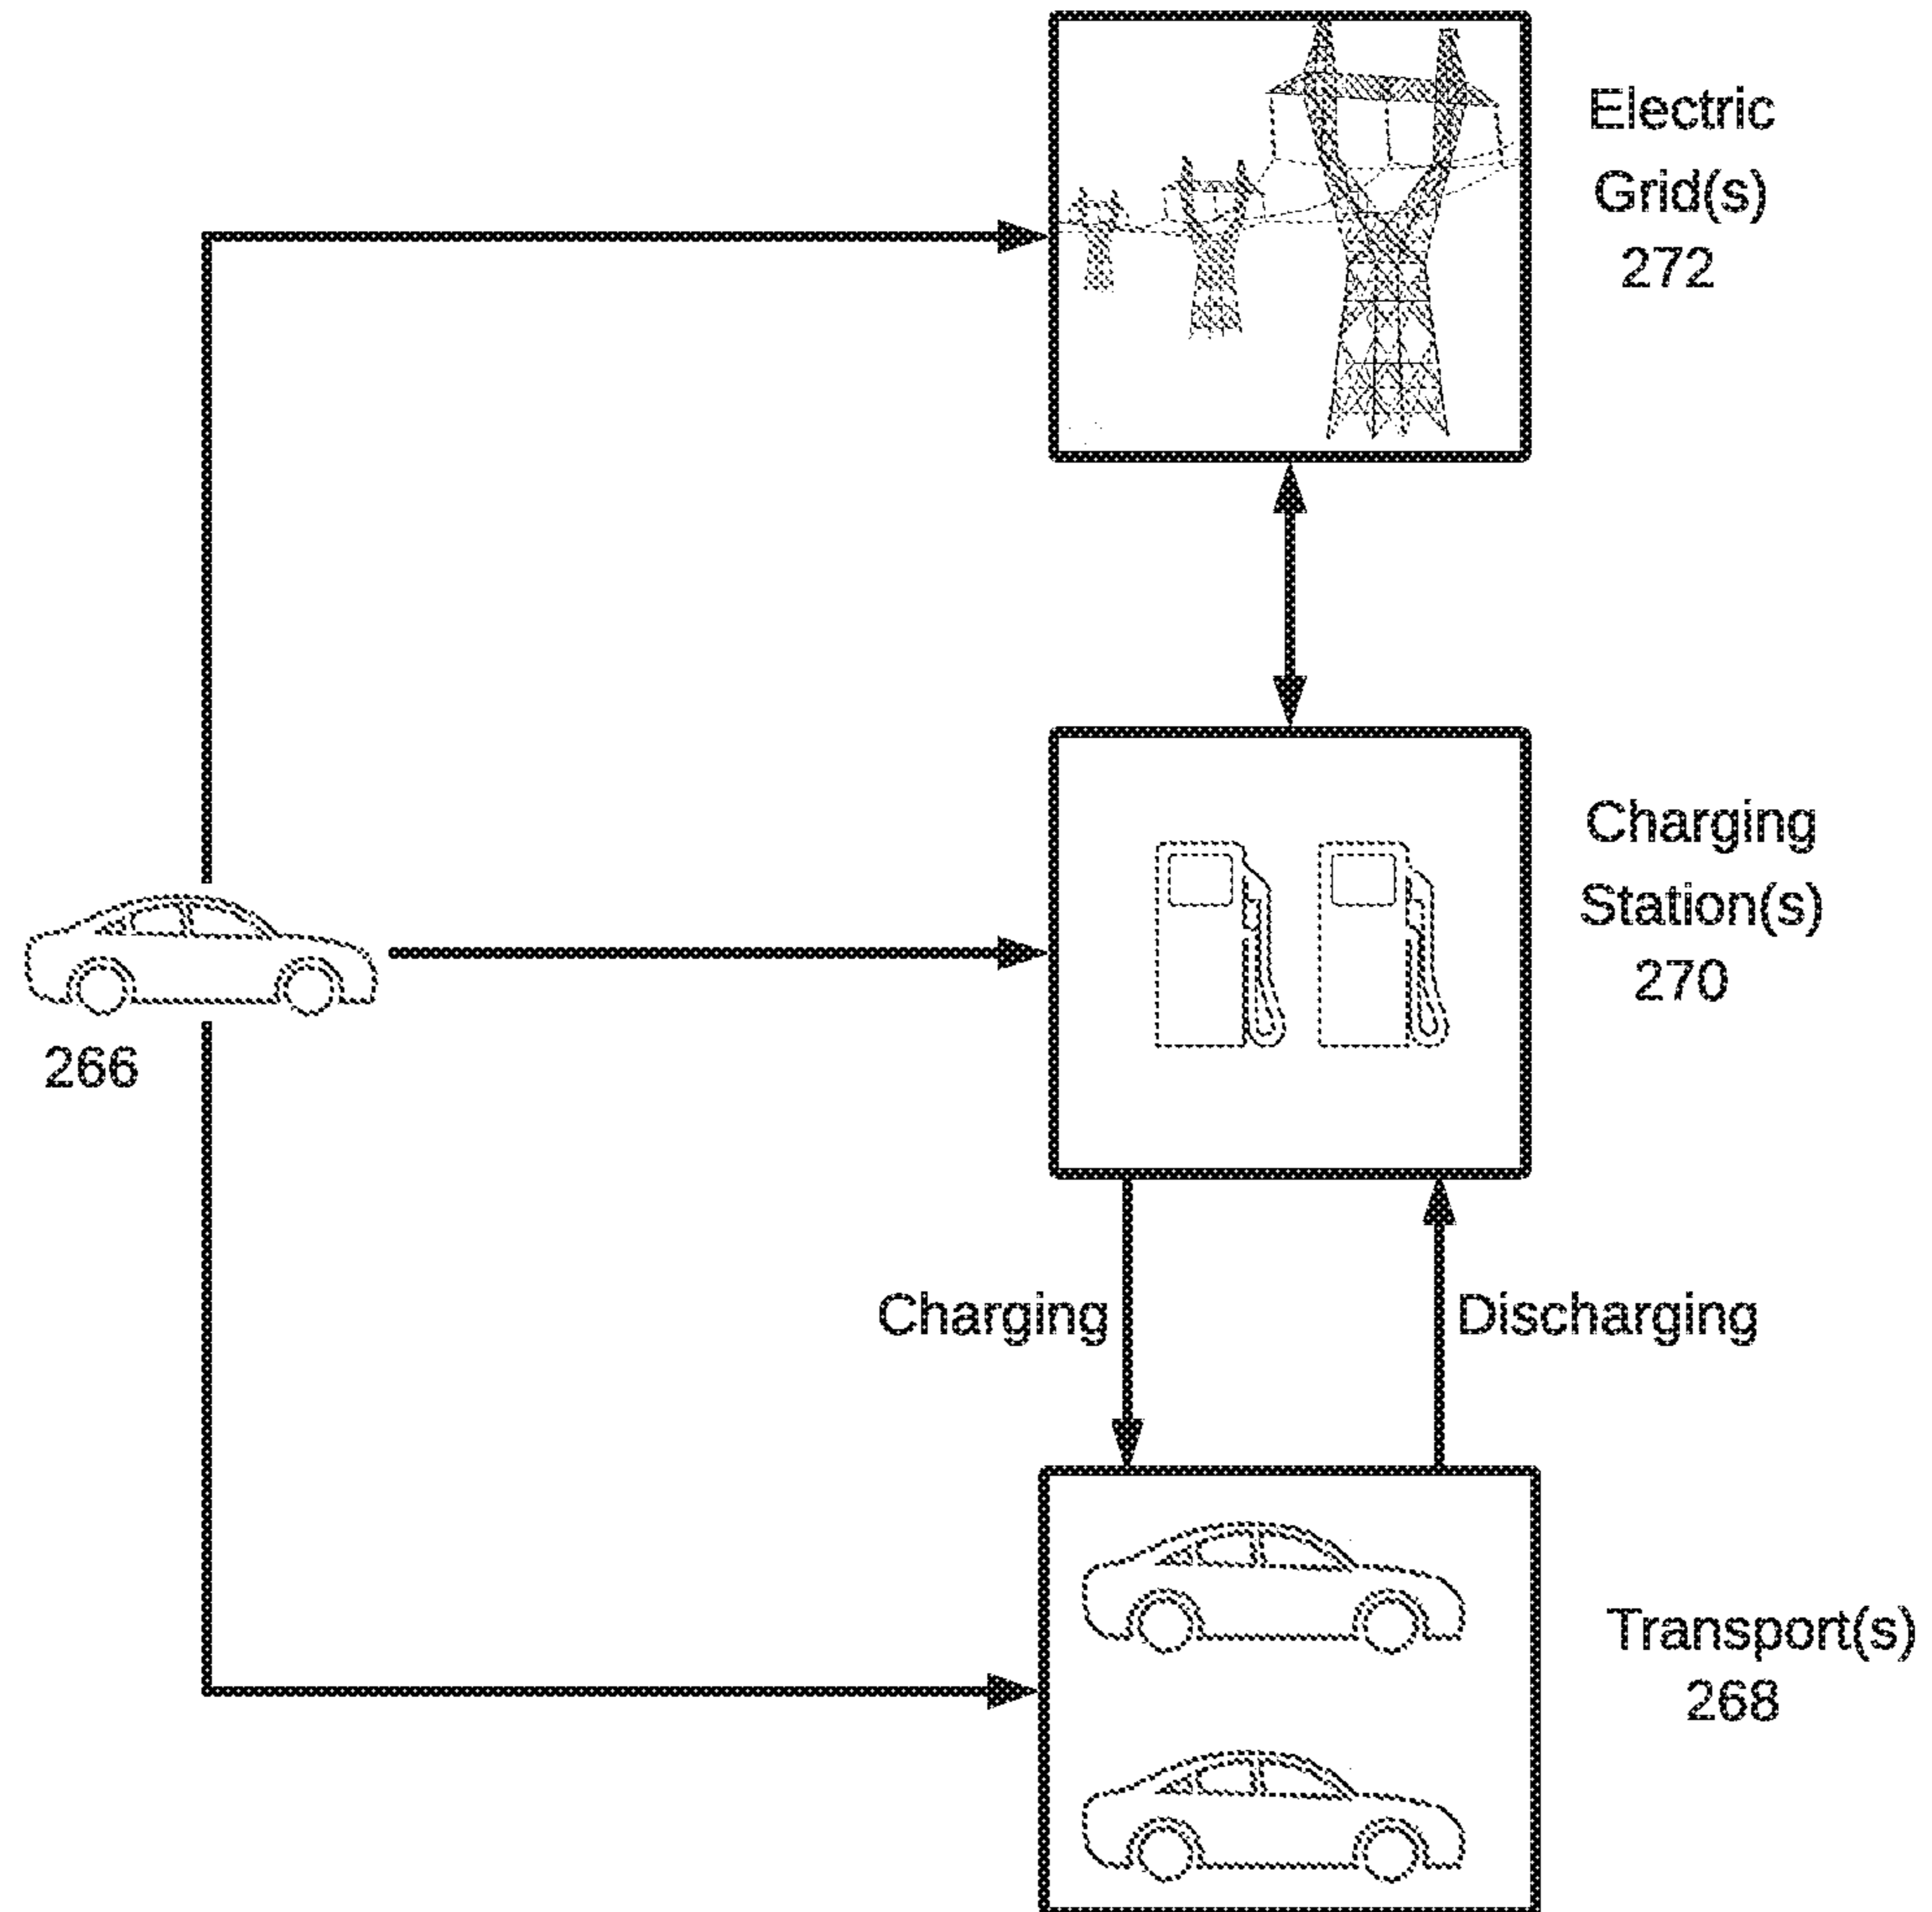 Electric
Grid(s)
272
Charging
Station(s)
270
266
Charging
Discharging
Transport(s)
268